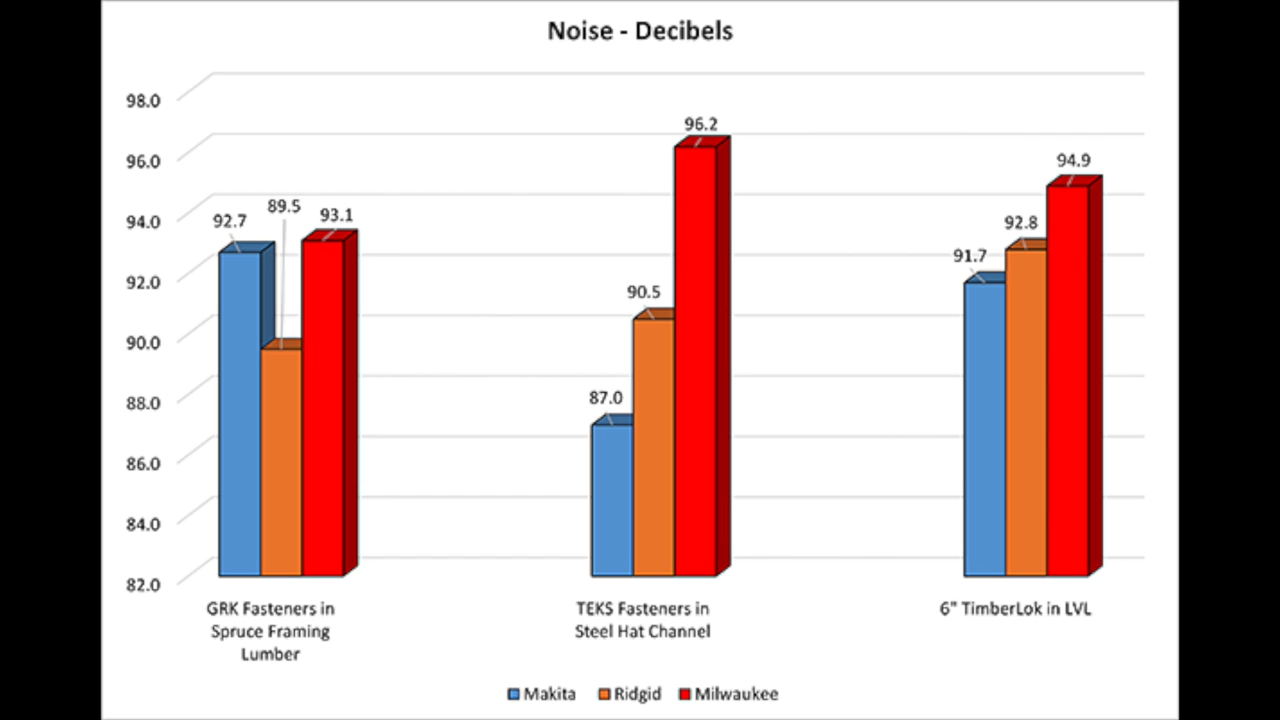 Noise - Decibels
98.0
96.0
94.0
92.0
90.0
88.0
86.0
84.0
82.0
92.7
89.5
93.1
87.0
90.5
96.2
91.7
92.8
94.9
GRK Fasteners in
Spruce Framing
Lumber
TEKS Fasteners in
Steel Hat Channel
6" TimberLok in LVL
Makita
Ridgid
Milwaukee